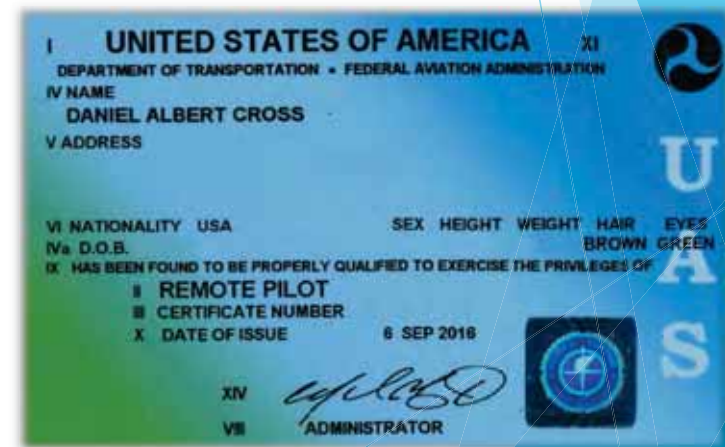 I UNITED STATES OF AMERICA XI
DEPARTMENT OF TRANSPORTATION • FEDERAL AVIATION ADMINISTRATION
IV NAME
DANIEL ALBERT CROSS
V ADDRESS
VI NATIONALITY USA SEX HEIGHT WEIGHT HAIR EYES
IVa D.O.B. BROWN GREEN
IX HAS BEEN FOUND TO BE PROPERLY QUALIFIED TO EXERCISE THE PRIVILEGES OF
II REMOTE PILOT
III CERTIFICATE NUMBER
X DATE OF ISSUE 6 SEP 2016
XIV
VIII ADMINISTRATOR
UAS